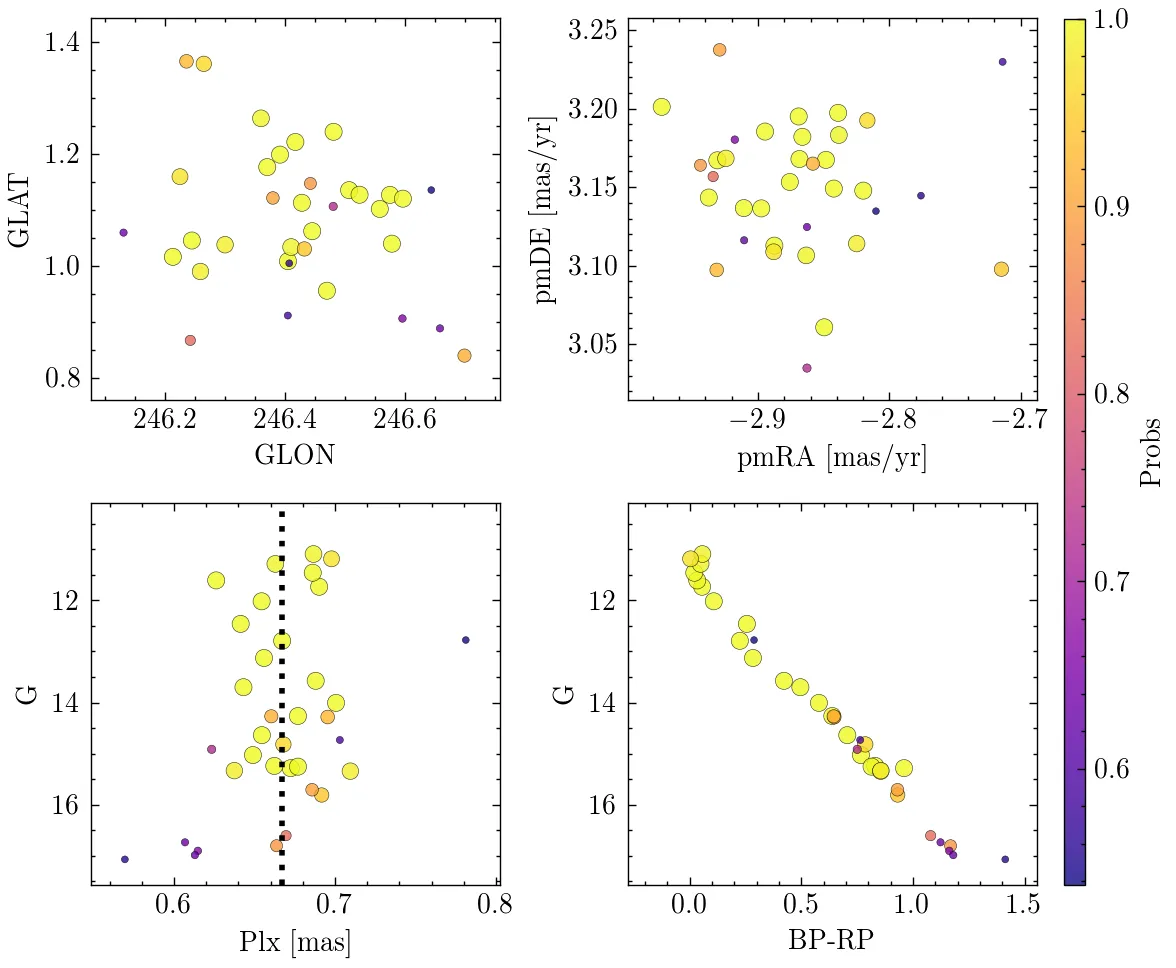 1.4
1.2
1.0
0.8
GLAT
246.2 246.4 246.6
GLON
3.25
3.20
3.15
3.10
3.05
pmDE [mas/yr]
−2.9 −2.8 −2.7
pmRA [mas/yr]
12
14
16
G
0.6 0.7 0.8
Plx [mas]
12
14
16
G
0.0 0.5 1.0 1.5
BP-RP
1.0
0.9
0.8
0.7
0.6
Probs